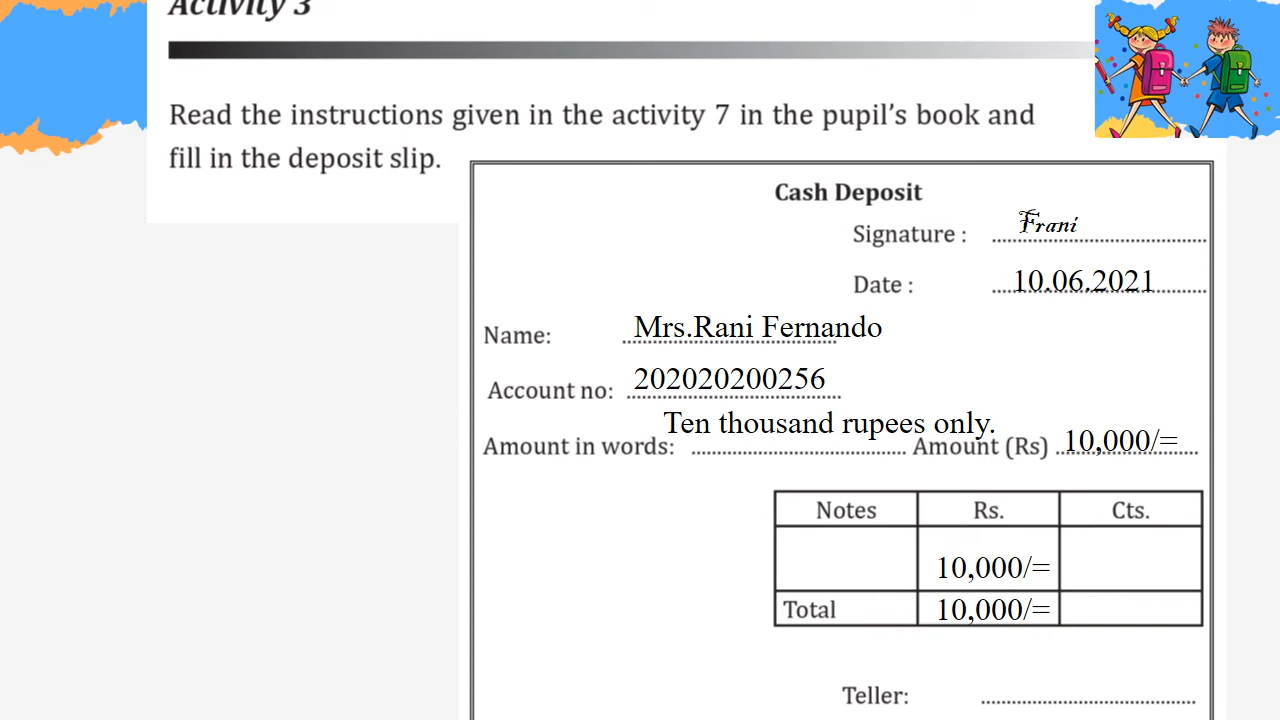 Activity 3
Read the instructions given in the activity 7 in the pupil's book and
fill in the deposit slip.
Cash Deposit
Signature : Frani
Date : 10.06.2021
Name: Mrs.Rani Fernando
Account no: 202020200256
Amount in words: Ten thousand rupees only. Amount (Rs) 10,000/=
Notes Rs. Cts.
10,000/=
Total 10,000/=
Teller: